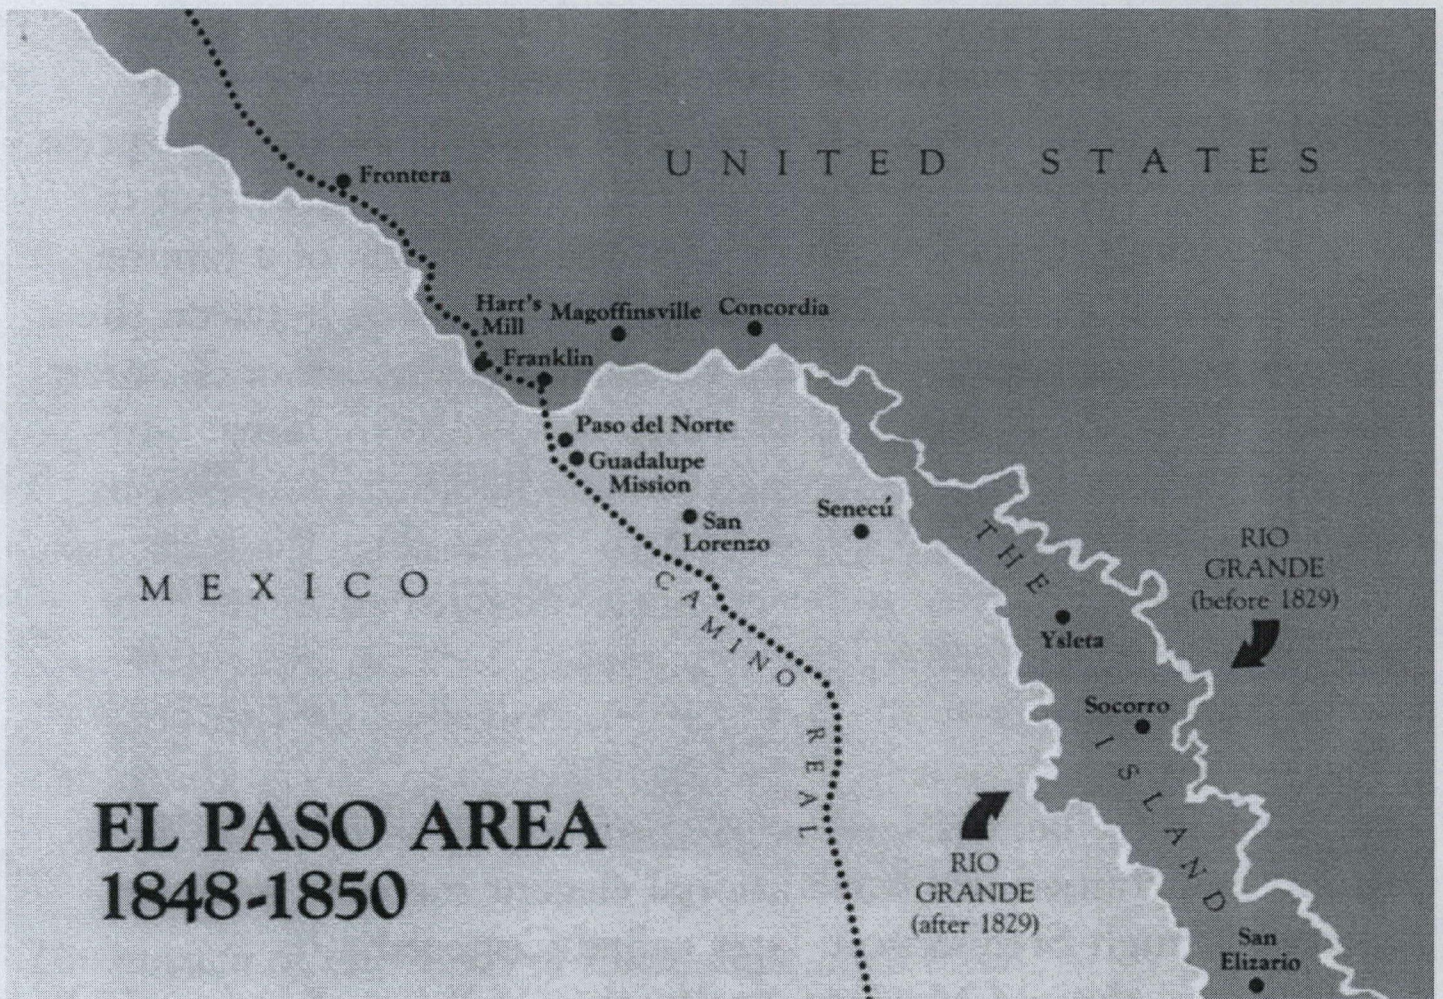 UNITED STATES
Frontera
Hart's
Mill
Magoffinsville
Concordia
Franklin
Paso del Norte
Guadalupe
Mission
San
Lorenzo
Senecú
THE ISLAND
RIO
GRANDE
(before 1829)
MEXICO
CAMINO REAL
Ysleta
Socorro
EL PASO AREA
1848-1850
RIO
GRANDE
(after 1829)
San
Elizario